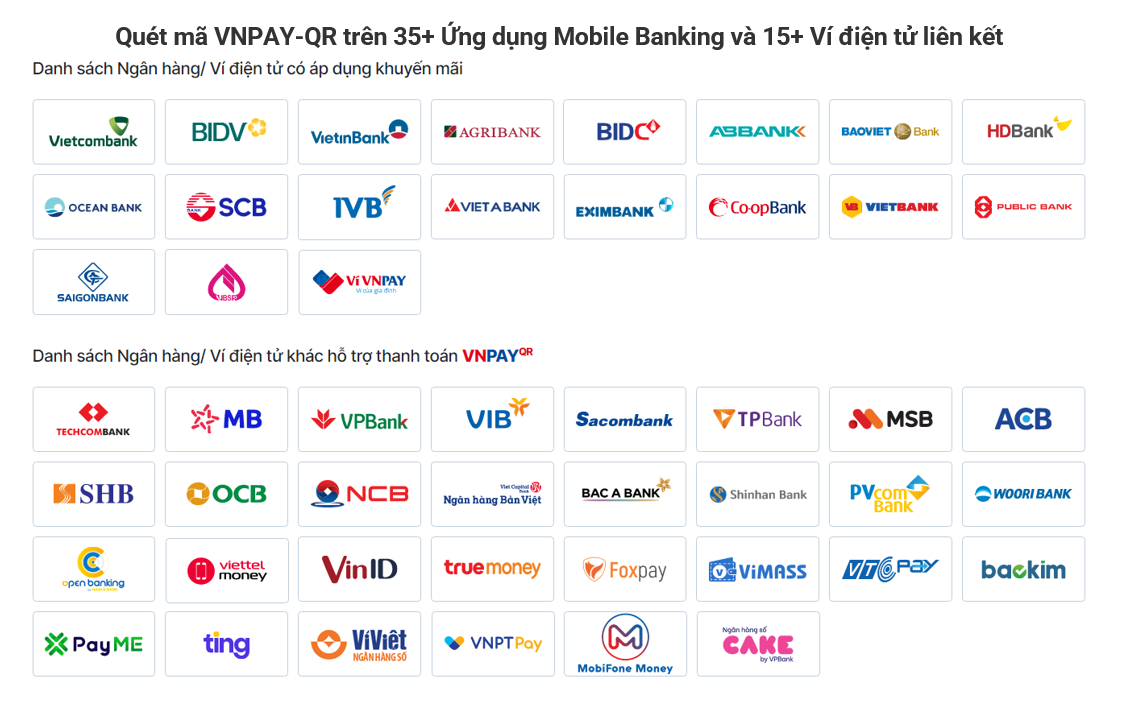 Quét mã VNPAY-QR trên 35+ Ứng dụng Mobile Banking và 15+ Ví điện tử liên kết
Danh sách Ngân hàng/ Ví điện tử có áp dụng khuyến mãi
Vietcombank BIDV VietinBank AGRIBANK BIDC ABBANK BAOVIET Bank HDBank
OCEAN BANK BANK SCB IVB VIETABANK EXIMBANK Co-opBank VB VIETBANK PUBLIC BANK
SAIGONBANK VBSP Ví VNPAY
Ví của gia đình
Danh sách Ngân hàng/ Ví điện tử khác hỗ trợ thanh toán VNPAYQR
TECHCOMBANK MB VPBank VIB Sacombank TPBank MSB ACB
SHB OCB NCB Viet Capital Bank
Ngân hàng Bản Việt BAC A BANK Shinhan Bank PVcomBank WOORI BANK
open banking viettel money VinID truemoney Foxpay ViMASS VTC PAY baokim
PayME ting VíViệt
NGÂN HÀNG SỐ VNPTPay MobiFone Money Ngân hàng số
CAKE
by VPBank